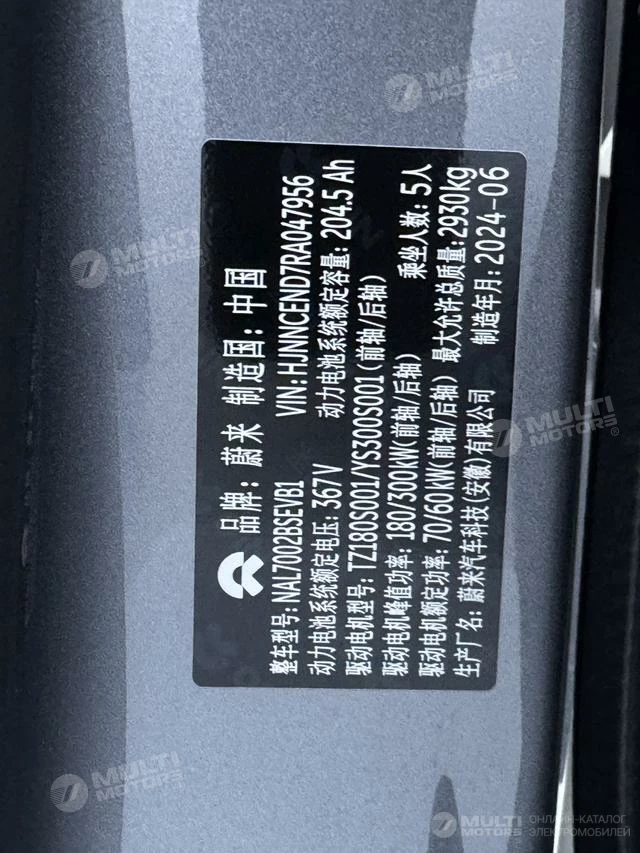 品牌：蔚来 制造国：中国
整车型号：NAL7002BSEVB1 VIN：HJNNCEND7RA047956
动力电池系统额定电压：367V 动力电池系统额定容量：204.5 Ah
驱动电机型号：TZ180S001/YS300S001(前轴/后轴)
驱动电机峰值功率：180/300kW(前轴/后轴) 乘坐人数：5人
驱动电机额定功率：70/60kW(前轴/后轴) 最大允许总质量：2930kg
生产厂名：蔚来汽车科技(安徽)有限公司 制造年月：2024-06
MULTI MOTORS
MULTI MOTORS
MULTI MOTORS®
MULTI MOTORS
MULTI MOTORS ОНЛАЙН-КАТАЛОГ ЭЛЕКТРОМОБИЛЕЙ